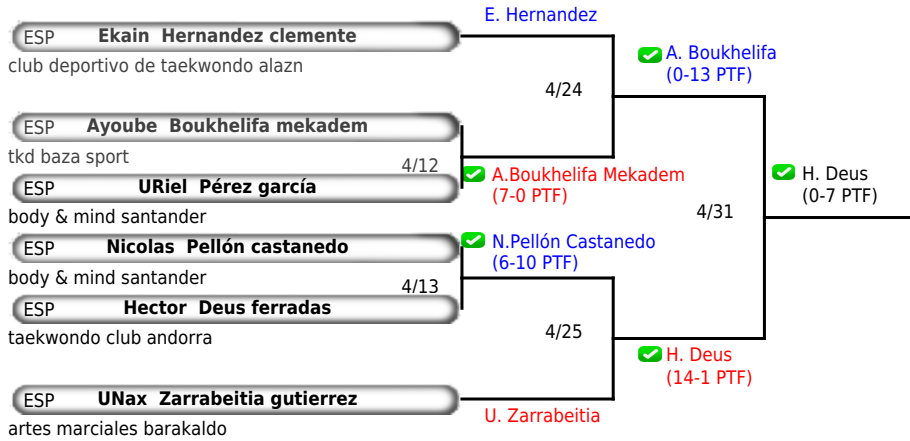 E. Hernandez
ESP Ekain Hernandez clemente
club deportivo de taekwondo alazn
A. Boukhelifa
(0-13 PTF)
4/24
ESP Ayoube Boukhelifa mekadem
tkd baza sport
4/12
A.Boukhelifa Mekadem
(7-0 PTF)
H. Deus
(0-7 PTF)
ESP URiel Pérez garcía
body & mind santander
4/31
ESP Nicolas Pellón castanedo
N.Pellón Castanedo
(6-10 PTF)
body & mind santander
4/13
ESP Hector Deus ferradas
taekwondo club andorra
4/25
H. Deus
(14-1 PTF)
ESP UNax Zarrabeitia gutierrez
U. Zarrabeitia
artes marciales barakaldo